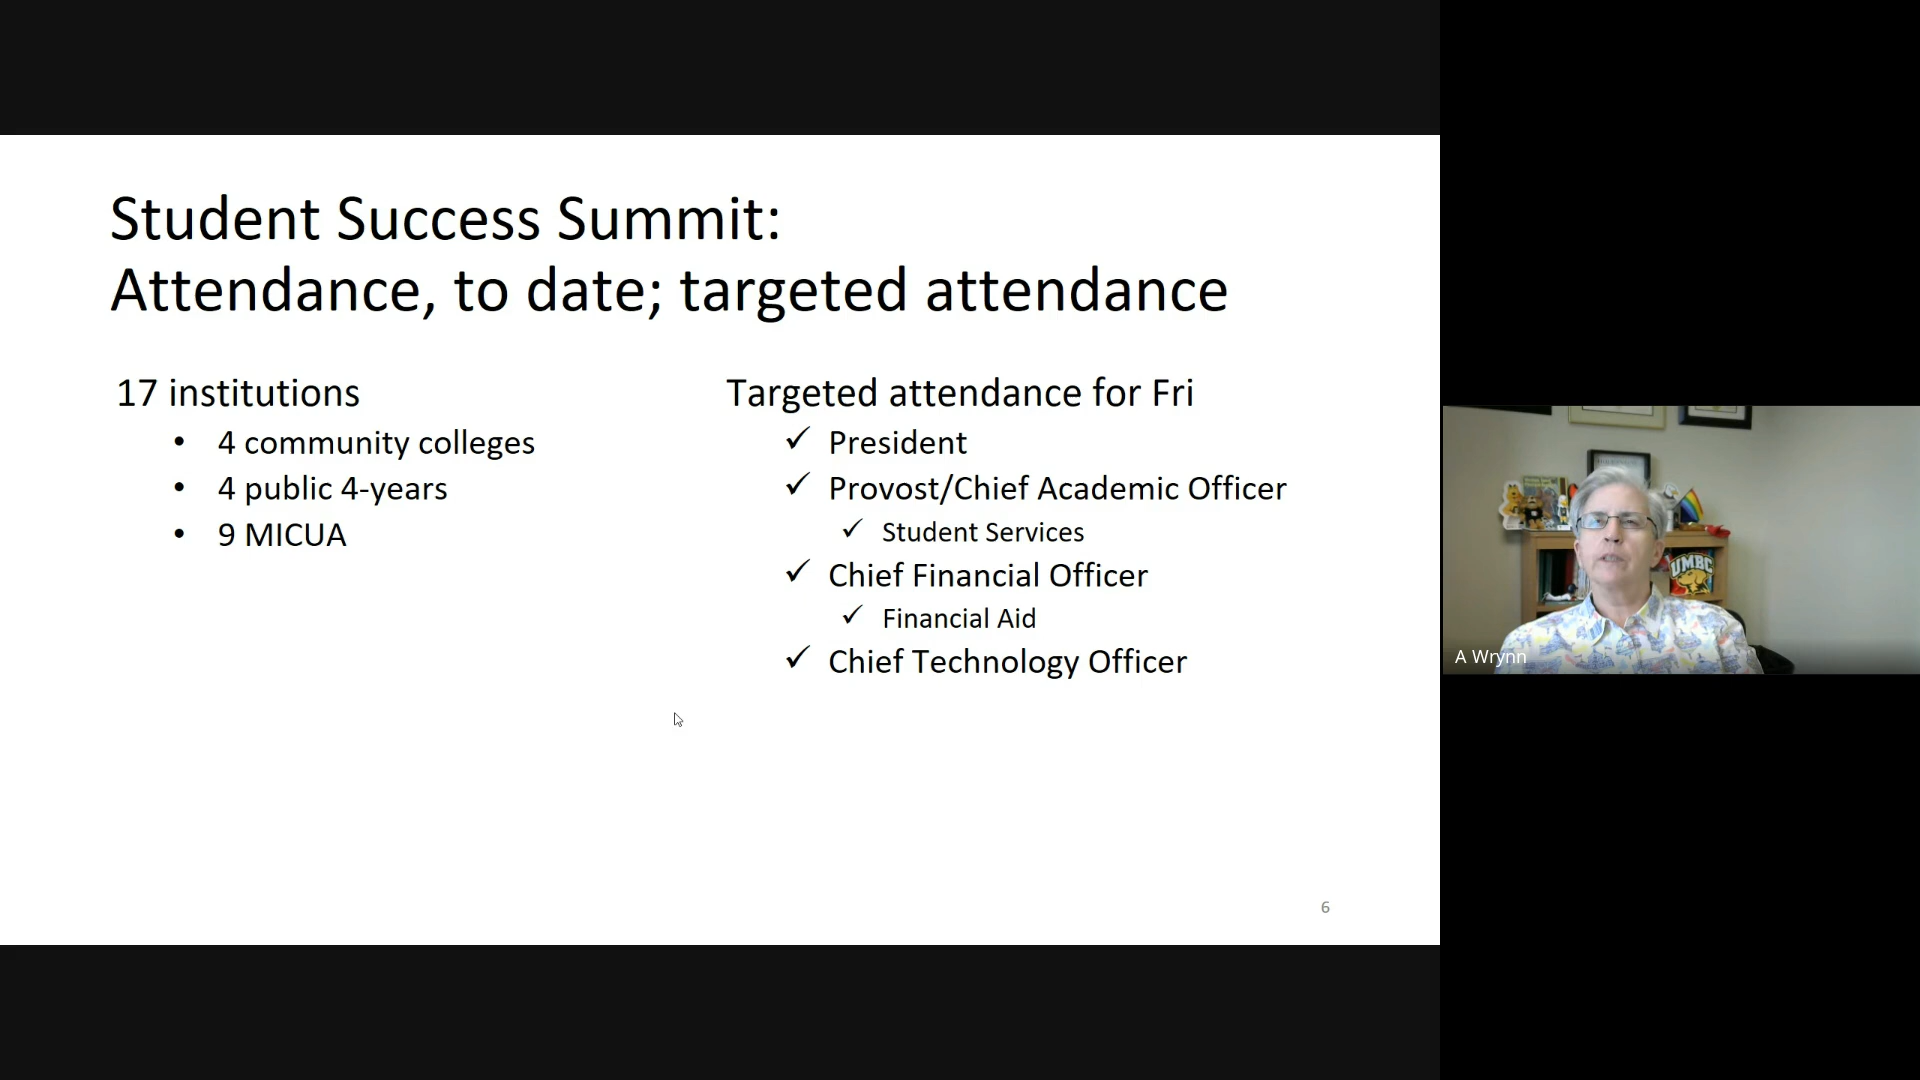 Student Success Summit:
Attendance, to date; targeted attendance
17 institutions
• 4 community colleges
• 4 public 4-years
• 9 MICUA
Targeted attendance for Fri
✓ President
✓ Provost/Chief Academic Officer
✓ Student Services
✓ Chief Financial Officer
✓ Financial Aid
✓ Chief Technology Officer
6
UMBC
A Wrynn